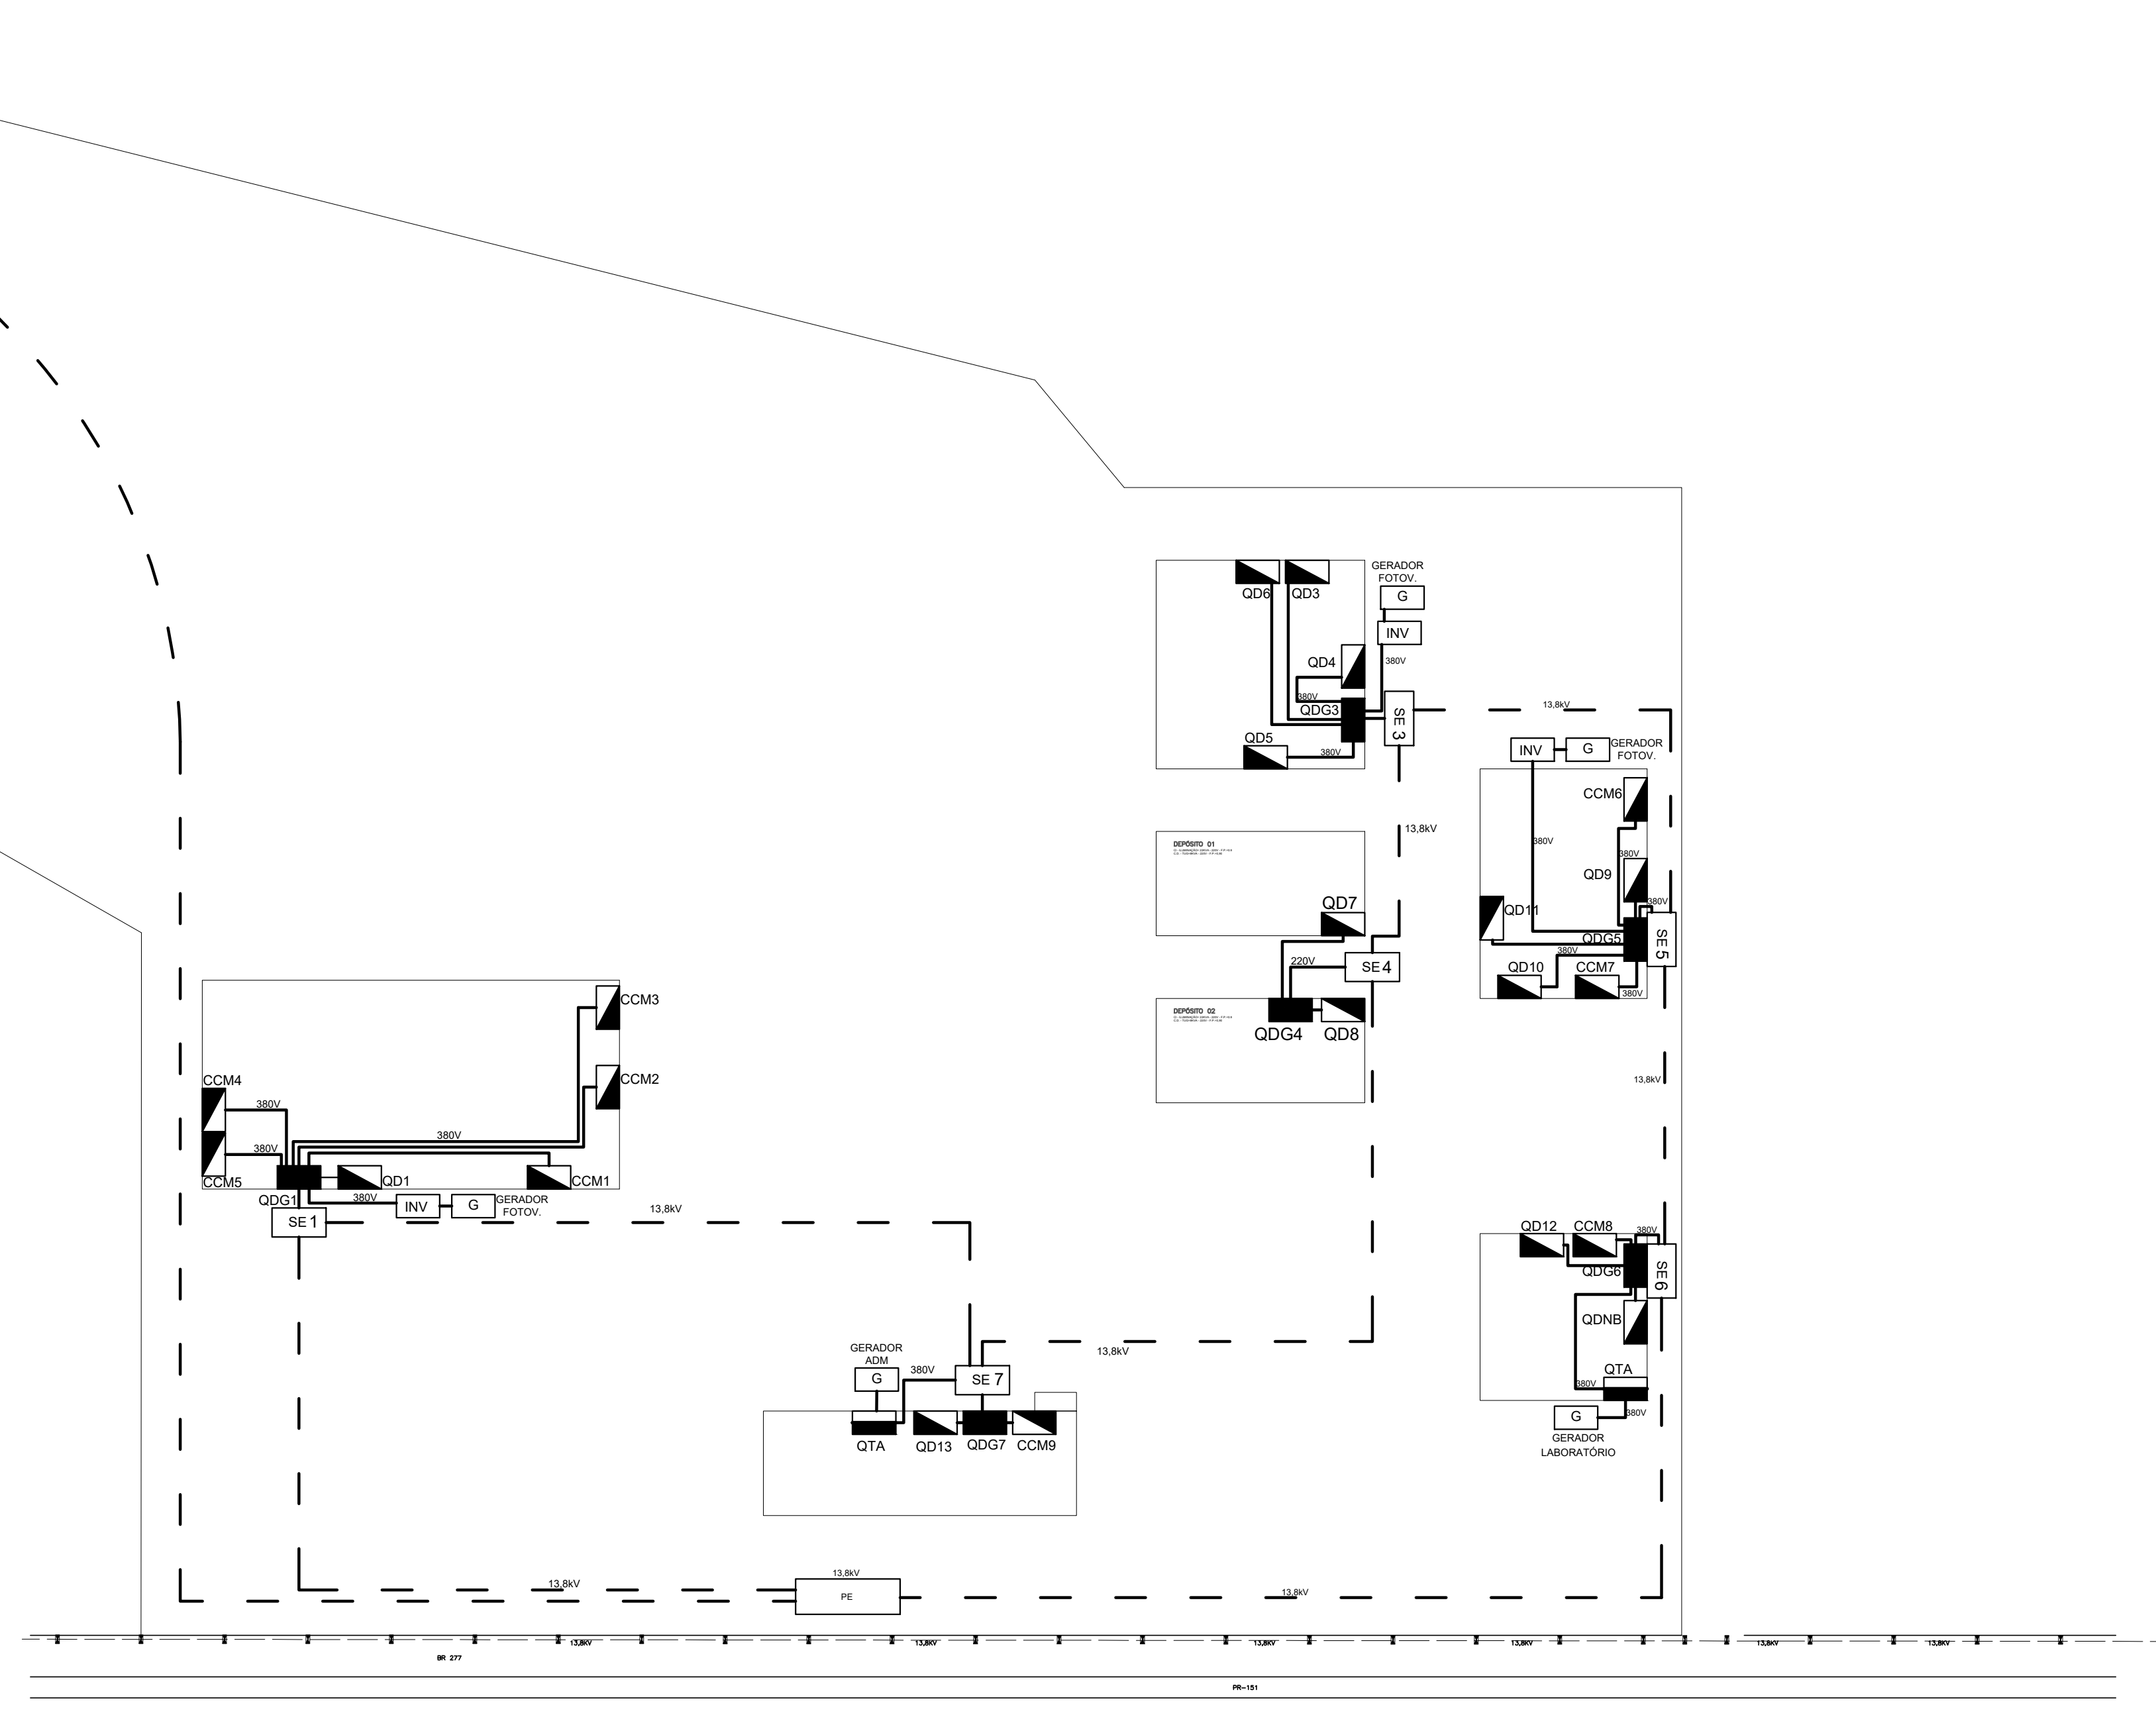 GERADOR
FOTOV.
G
QD6
QD3
INV
QD4
380V
380V
QDG3
SE 3
13,8kV
QD5
380V
INV
G
GERADOR
FOTOV.
CCM6
13,8kV
380V
DEPÓSITO 01
380V
QD9
QD7
380V
QD11
QDG5
SE 5
380V
220V
SE 4
QD10
CCM7
380V
DEPÓSITO 02
QDG4
QD8
CCM3
CCM2
CCM4
380V
13,8kV
380V
380V
CCM5
QD1
CCM1
QDG1
380V
INV
G
GERADOR
FOTOV.
SE 1
13,8kV
QD12
CCM8
380V
QDG6
SE 6
QDNB
GERADOR
ADM
G
380V
SE 7
13,8kV
QTA
380V
QTA
QD13
QDG7
CCM9
G
380V
GERADOR
LABORATÓRIO
13,8kV
13,8kV
PE
13,8kV
13,8KV
13,8KV
13,8KV
13,8KV
13,8KV
13,8KV
BR 277
PR-151